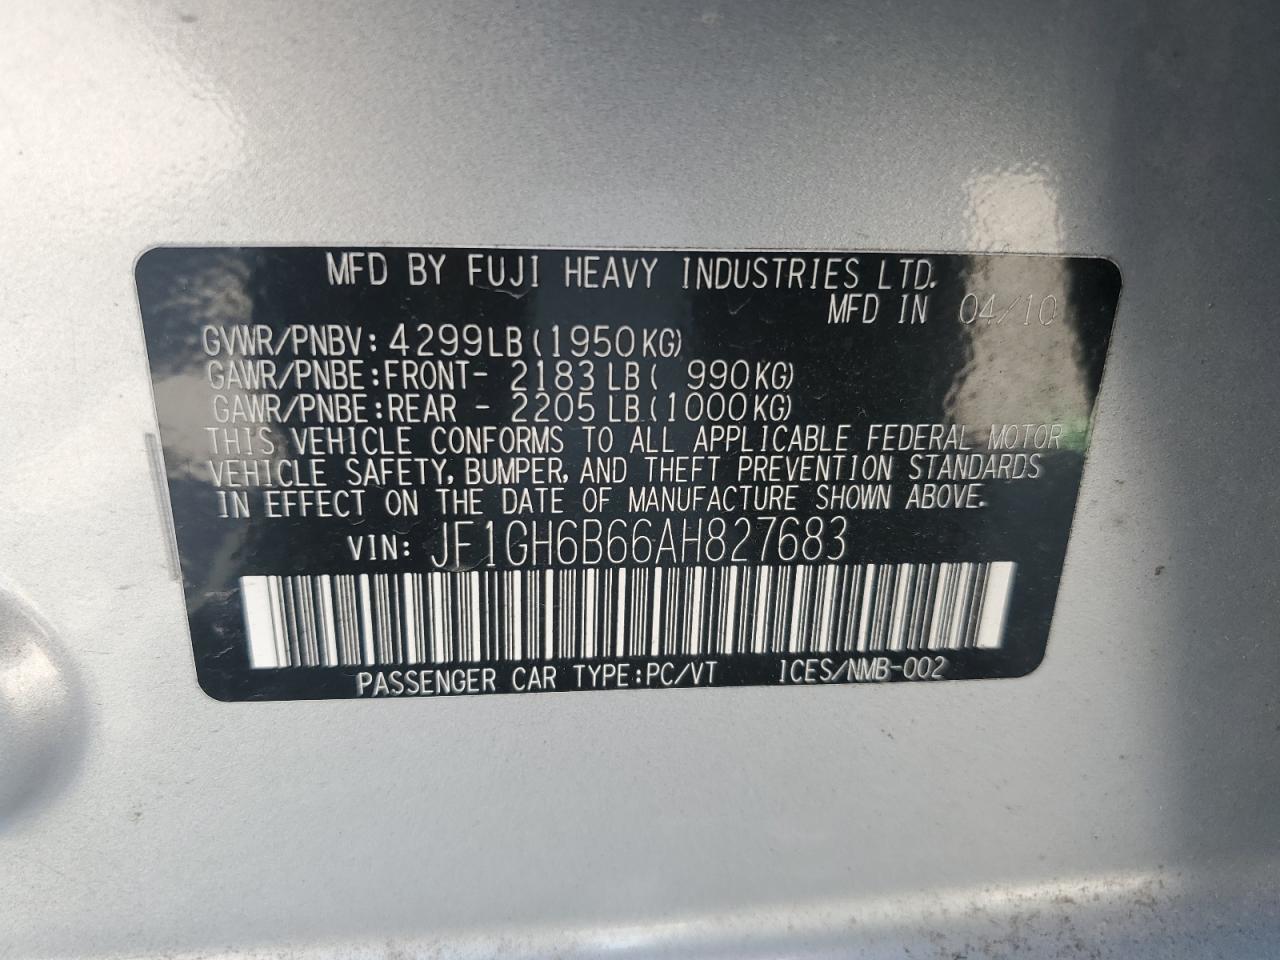 MFD BY FUJI HEAVY INDUSTRIES LTD.
MFD IN 04/10
GVWR/PNBV: 4299LB(1950KG)
GAWR/PNBE:FRONT- 2183 LB( 990KG)
GAWR/PNBE:REAR - 2205 LB(1000KG)
THIS VEHICLE CONFORMS TO ALL APPLICABLE FEDERAL MOTOR
VEHICLE SAFETY, BUMPER, AND THEFT PREVENTION STANDARDS
IN EFFECT ON THE DATE OF MANUFACTURE SHOWN ABOVE.
VIN: JF1GH6B66AH827683
PASSENGER CAR TYPE:PC/VT ICES/NMB-002